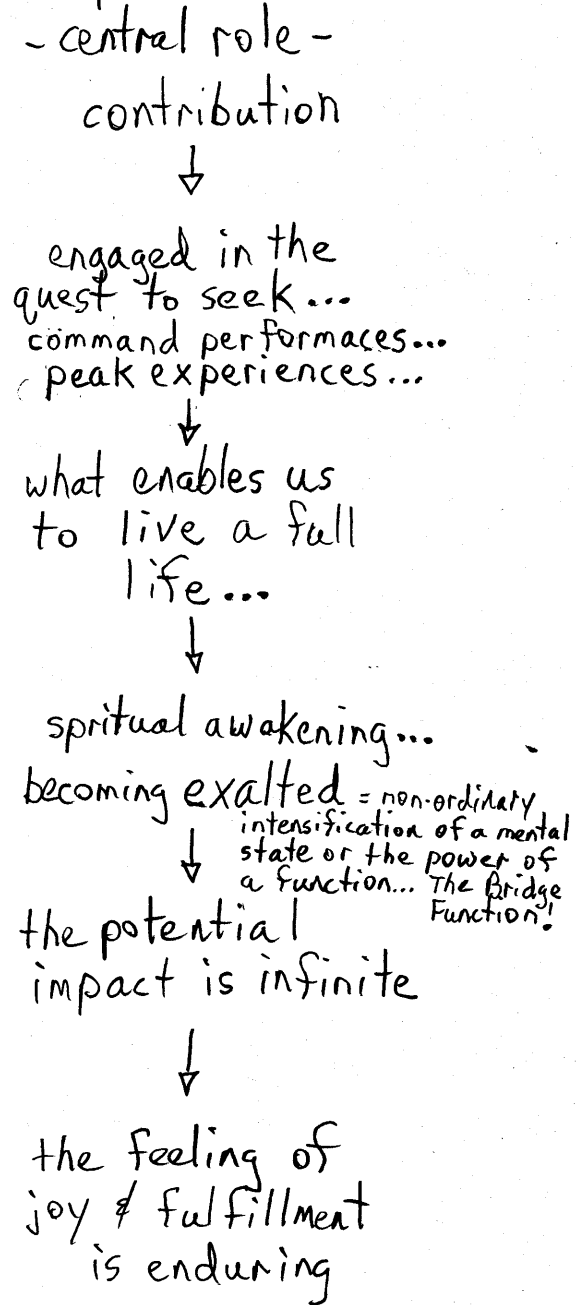 - central role -
contribution
↓
engaged in the
quest to seek...
command performaces...
peak experiences...
↓
what enables us
to live a full
life...
↓
spritual awakening...
becoming exalted = non-ordinary
intensification of a mental
state or the power of
a function... The Bridge
Function!
↓
the potential
impact is infinite
↓
the feeling of
joy & fulfillment
is enduring